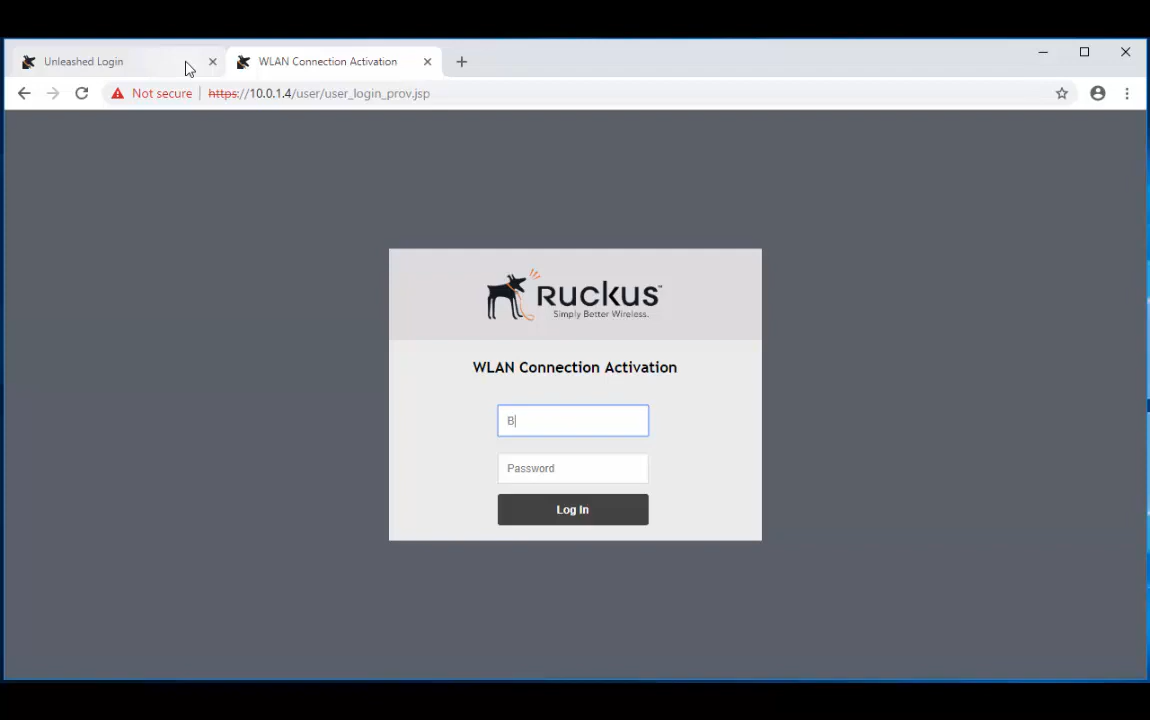 Unleashed Login
WLAN Connection Activation
Not secure
https://10.0.1.4/user/user_login_prov.jsp
RUCKUS™
Simply Better Wireless.
WLAN Connection Activation
B
Password
Log In